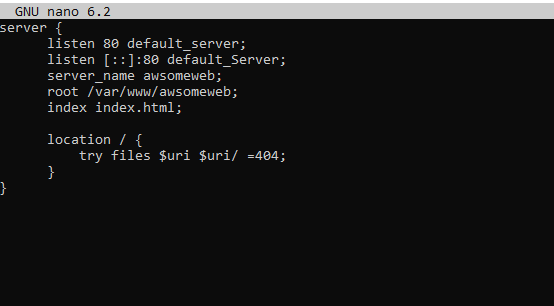 GNU nano 6.2
server {
listen 80 default_server;
listen [::]:80 default_Server;
server_name awsomeweb;
root /var/www/awsomeweb;
index index.html;
location / {
try files $uri $uri/ =404;
}
}